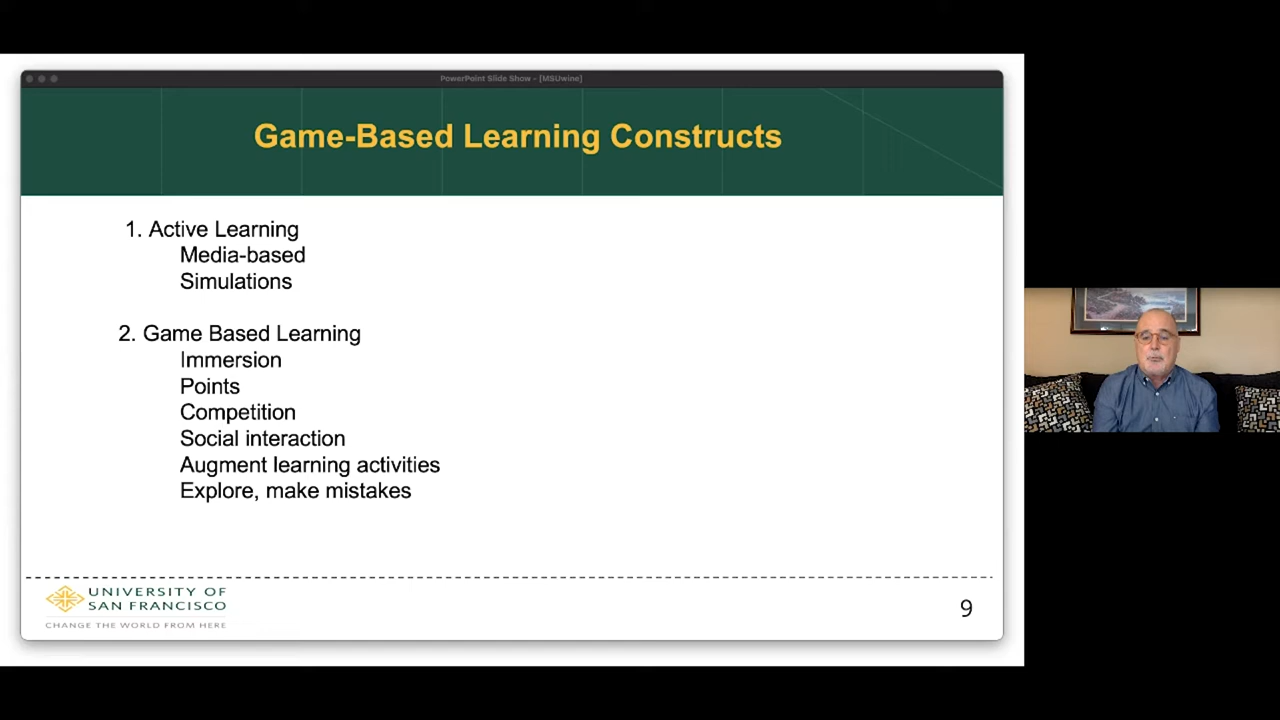 PowerPoint Slide Show - [MSUwine]
Game-Based Learning Constructs
1. Active Learning
Media-based
Simulations
2. Game Based Learning
Immersion
Points
Competition
Social interaction
Augment learning activities
Explore, make mistakes
UNIVERSITY OF
SAN FRANCISCO
CHANGE THE WORLD FROM HERE
9